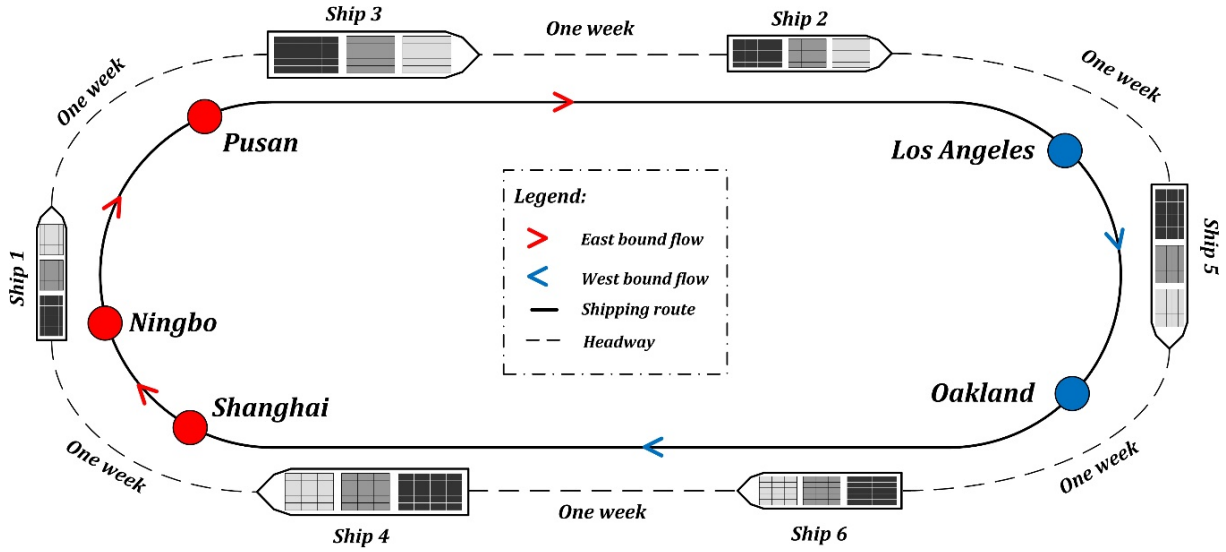 Ship 3
One week
Ship 2
One week
One week
Pusan
Los Angeles
Legend:
East bound flow
West bound flow
Shipping route
Headway
Ship 1
Ship 5
Ningbo
Shanghai
Oakland
One week
One week
One week
Ship 4
Ship 6